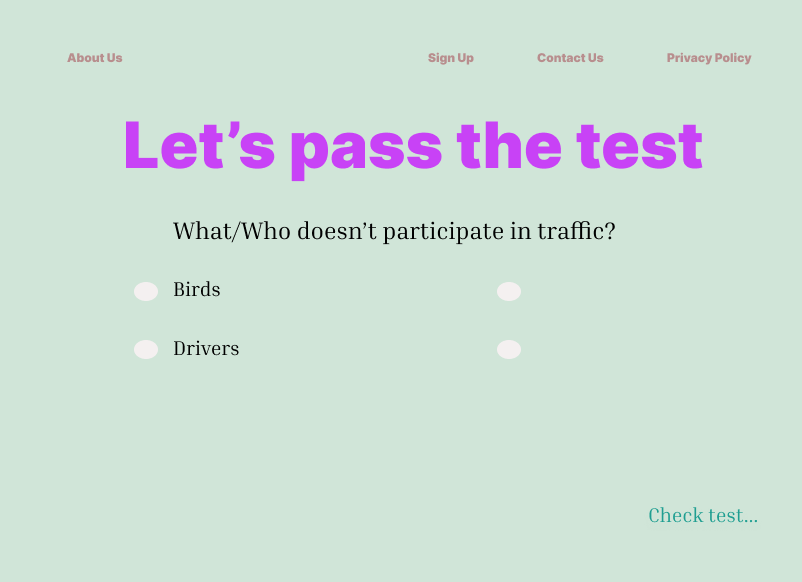 About Us Sign Up Contact Us Privacy Policy
Let’s pass the test
What/Who doesn’t participate in traffic?
Birds
Drivers
Check test...